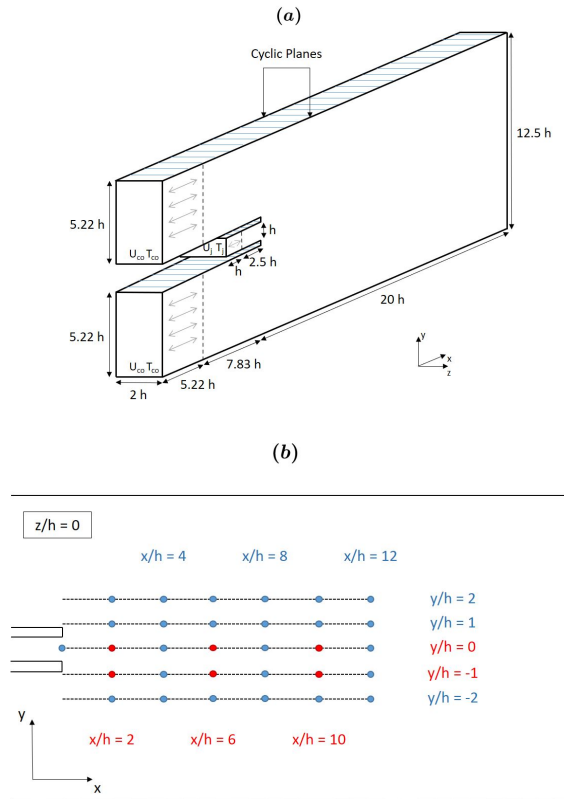 (a)
Cyclic Planes
12.5 h
5.22 h
h
U_co T_co
U_j T_j
2.5 h
h
5.22 h
20 h
7.83 h
U_co T_co
5.22 h
2 h
y
x
z
(b)
z/h = 0
x/h = 4 x/h = 8 x/h = 12
y/h = 2
y/h = 1
y/h = 0
y/h = -1
y/h = -2
y
x/h = 2 x/h = 6 x/h = 10
x